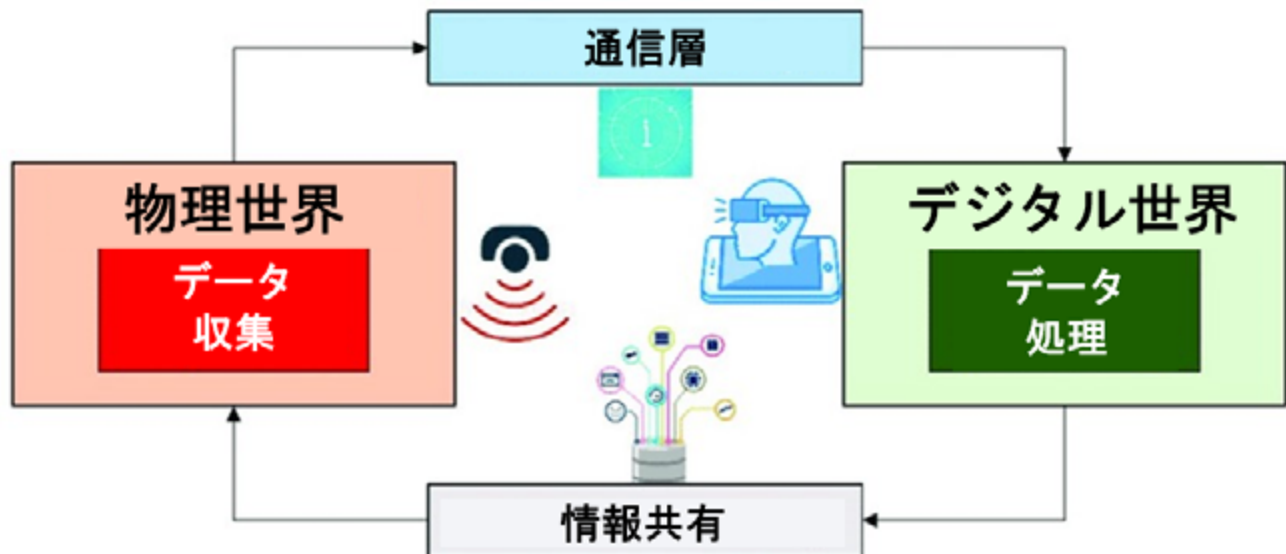 通信層
物理世界
データ
収集
デジタル世界
データ
処理
情報共有